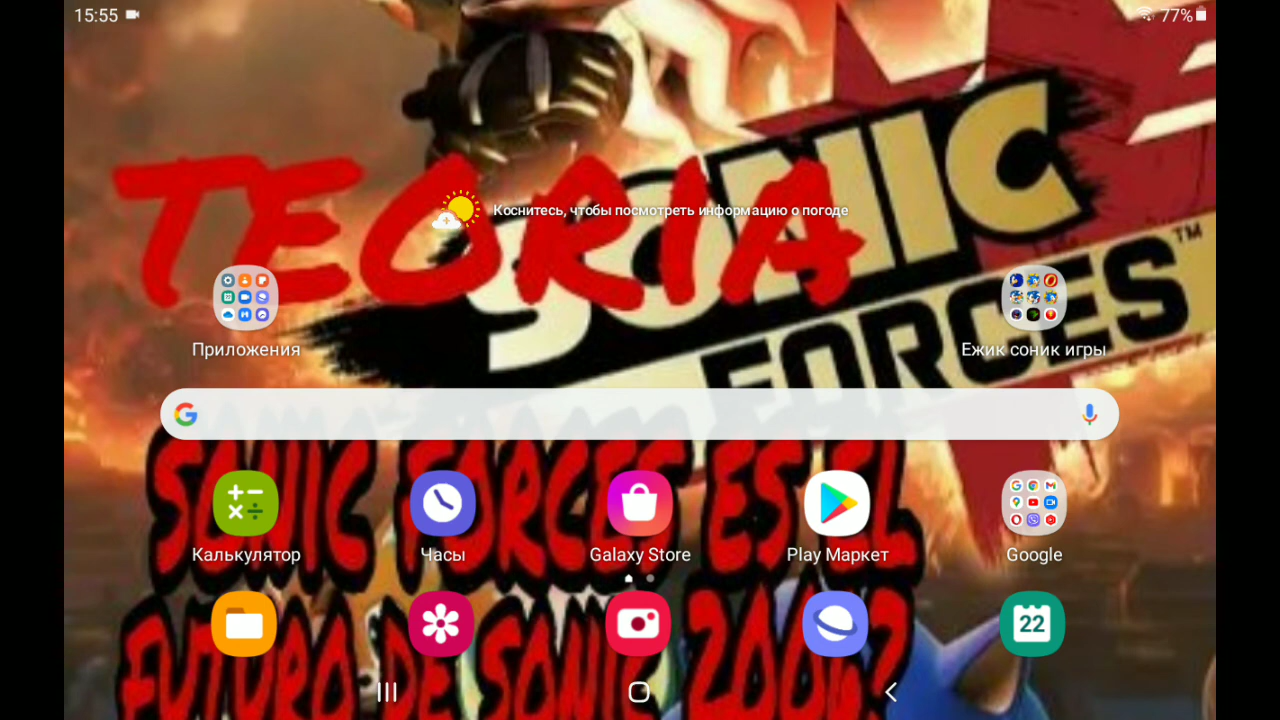 15:55
77%
TEORIA
SONIC
FORCES™
Коснитесь, чтобы посмотреть информацию о погоде
Приложения
Ежик соник игры
SONIC FORCES ES EL
Калькулятор
Часы
Galaxy Store
Play Маркет
Google
FUTURO DE SONIC 2006?
22